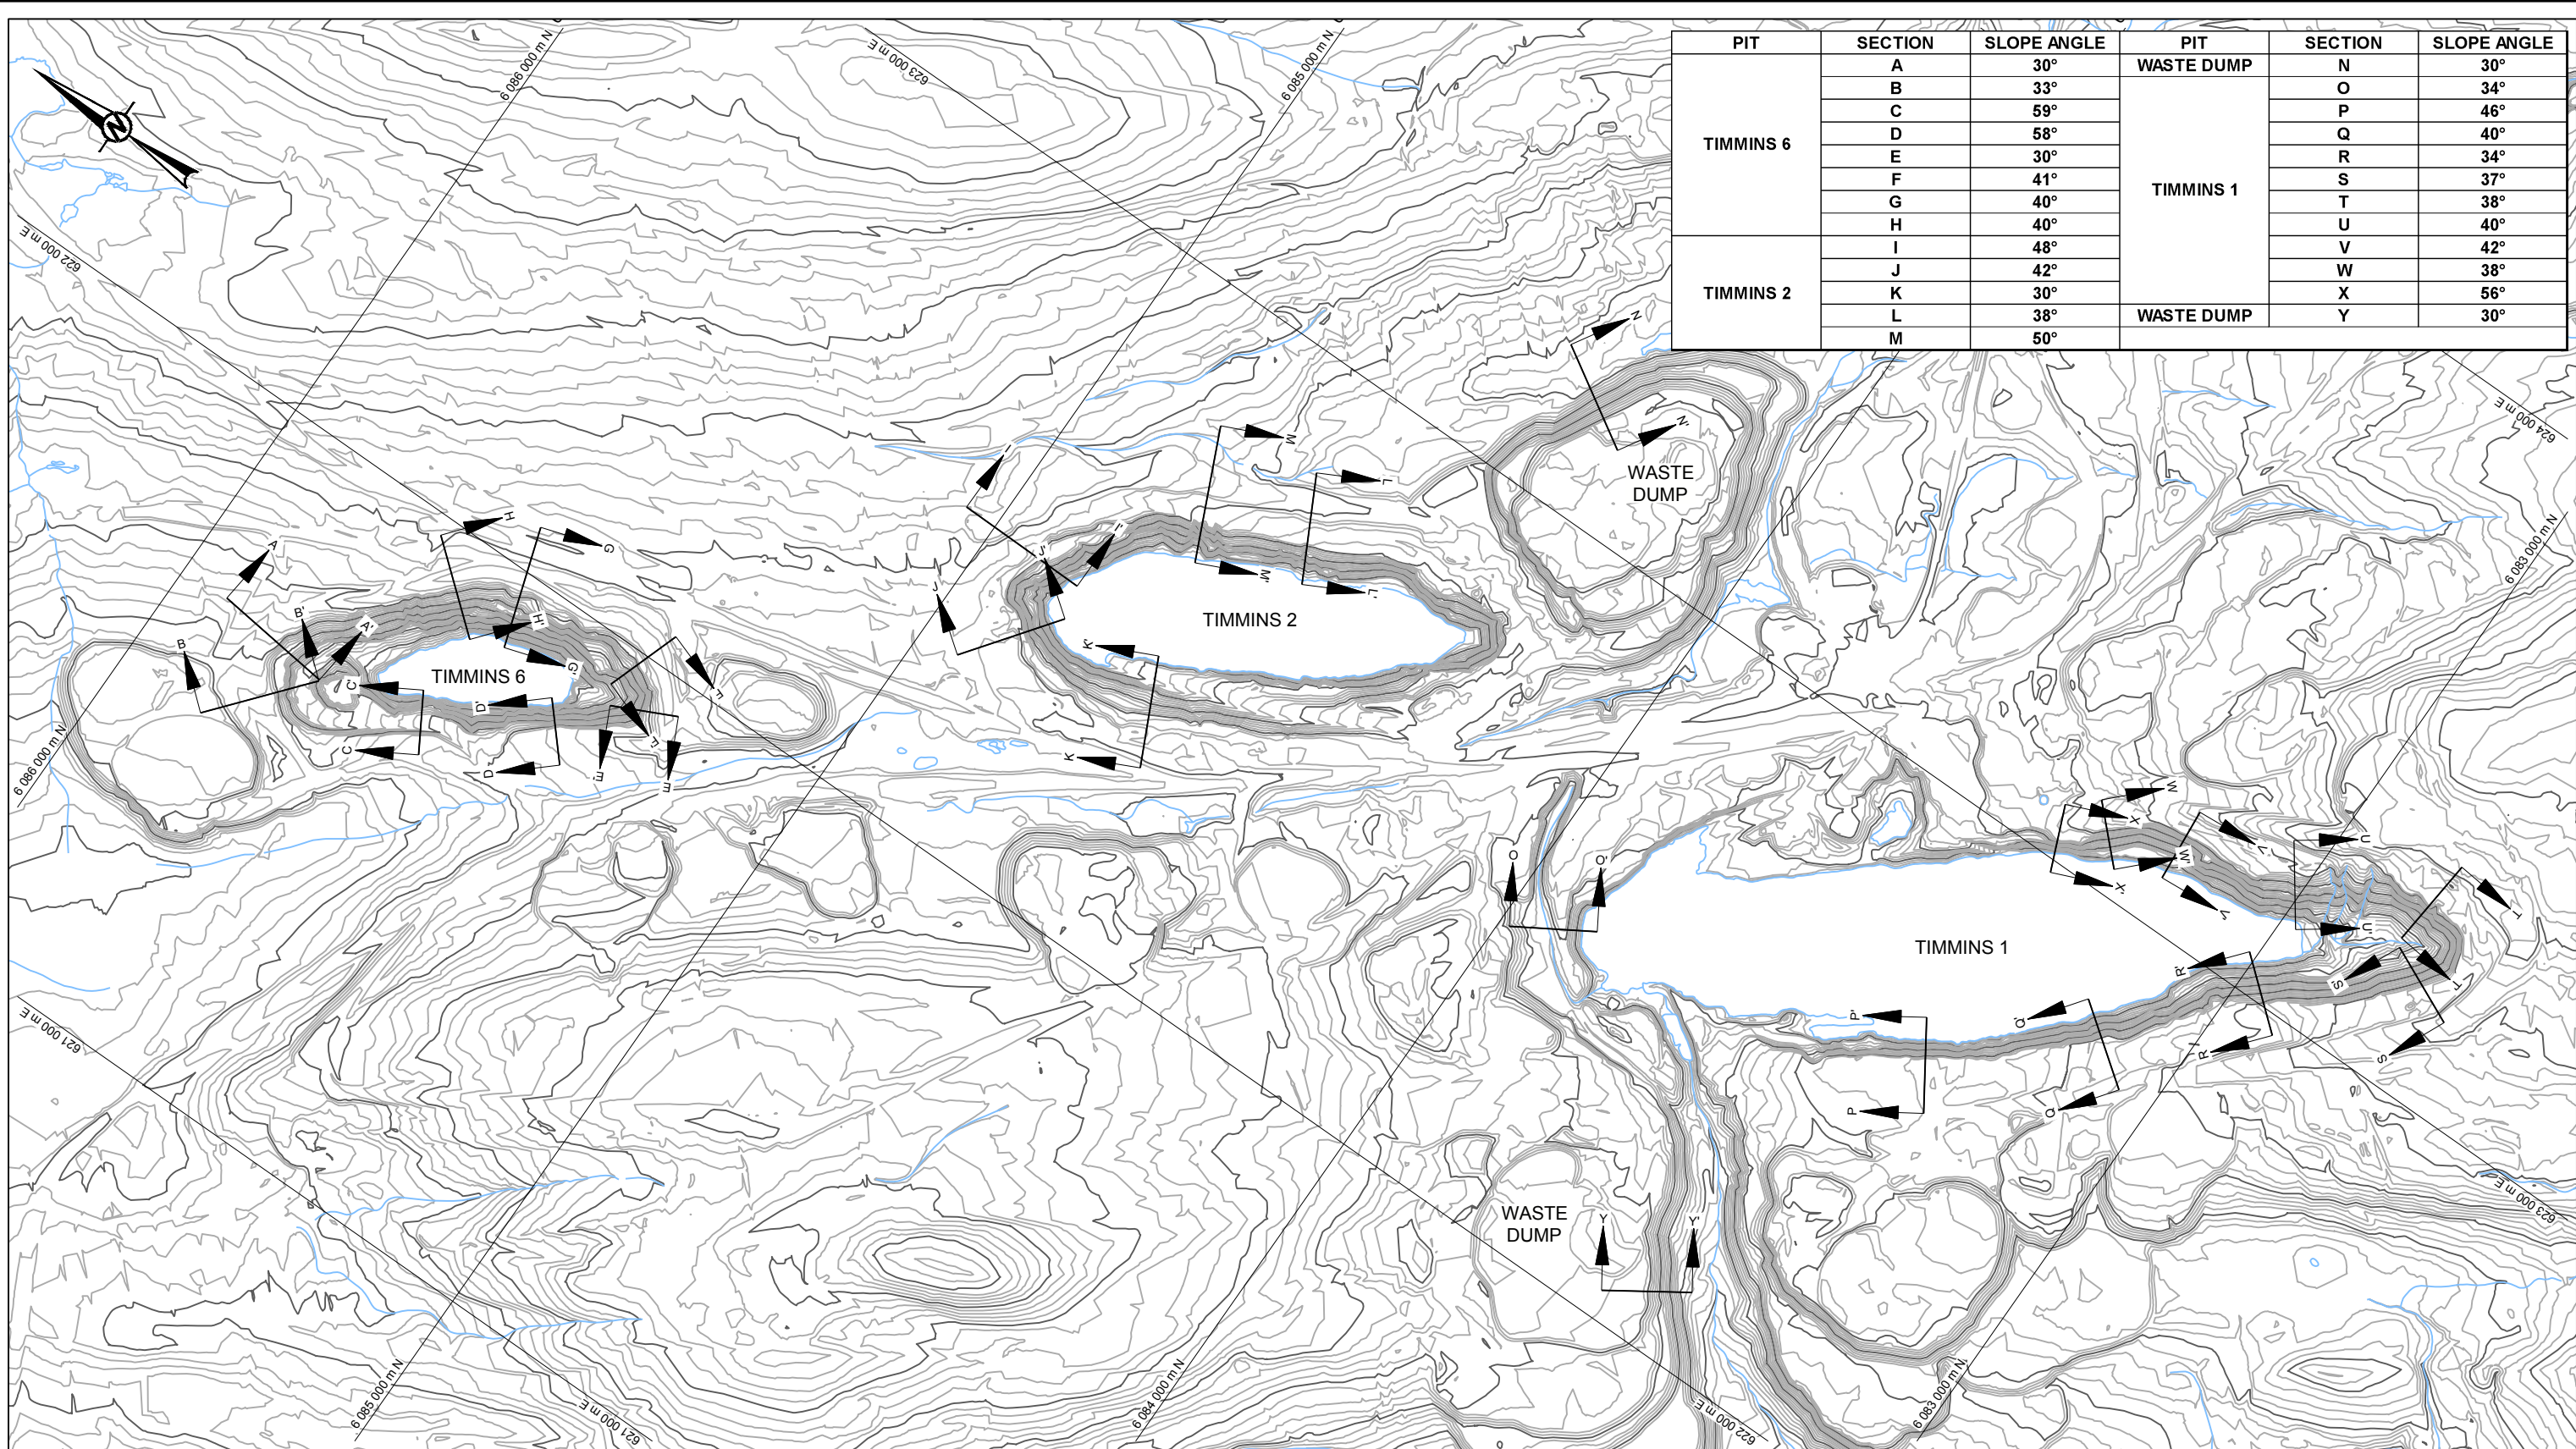 PIT SECTION SLOPE ANGLE PIT SECTION SLOPE ANGLE
A 30° WASTE DUMP N 30°
B 33° O 34°
C 59° P 46°
TIMMINS 6 D 58° Q 40°
E 30° R 34°
F 41° TIMMINS 1 S 37°
G 40° T 38°
H 40° U 40°
I 48° V 42°
J 42° W 38°
TIMMINS 2 K 30° X 56°
L 38° WASTE DUMP Y 30°
M 50°
6 086 000 m N
623 000 m E
6 085 000 m N
N
622 000 m E
624 000 m E
N
N'
WASTE
DUMP
M
L
I
I'
M'
L'
J
J'
TIMMINS 2
K'
K
H
G
A
B'
A'
B
H'
G'
C'
TIMMINS 6
D'
F
F'
C
D
E'
E
6 086 000 m N
6 083 000 m N
O
O'
W
X
W'
X'
V
V'
U
U'
T
T'
TIMMINS 1
R'
S'
P'
Q'
R
S
P
Q
621 000 m E
WASTE
DUMP
Y
Y'
623 000 m E
6 085 000 m N
621 000 m E
6 084 000 m N
622 000 m E
6 083 000 m N